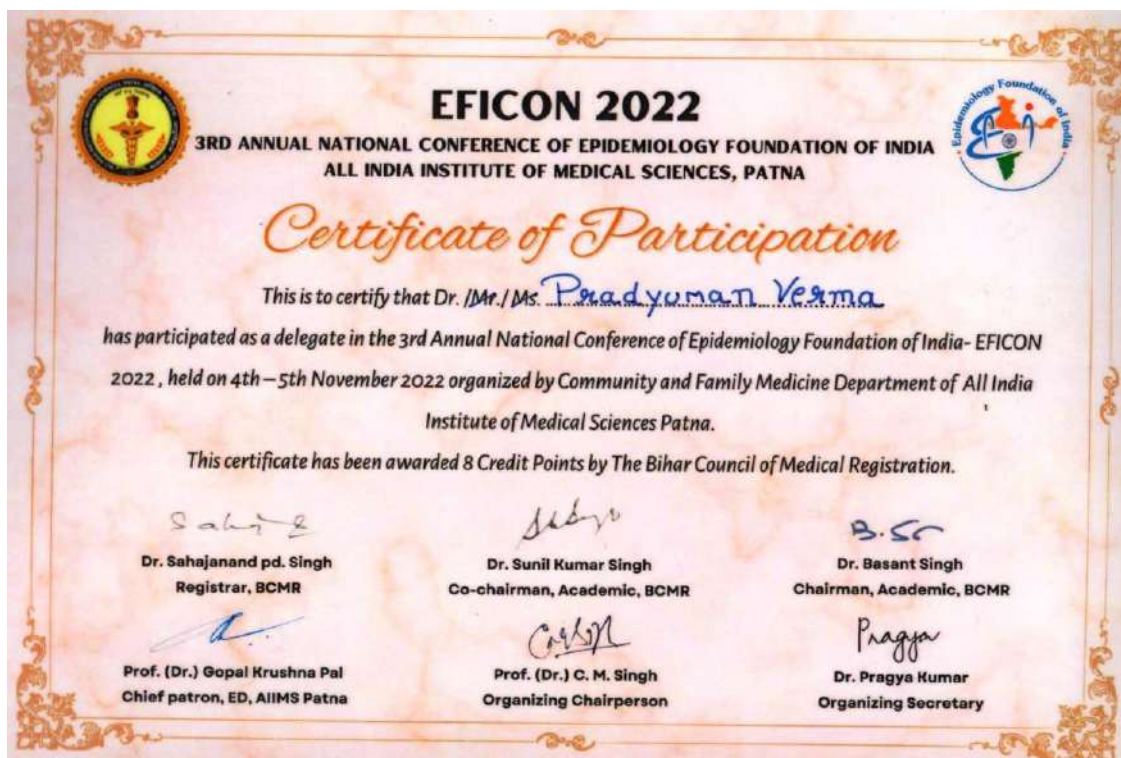 EFICON 2022
3RD ANNUAL NATIONAL CONFERENCE OF EPIDEMIOLOGY FOUNDATION OF INDIA
ALL INDIA INSTITUTE OF MEDICAL SCIENCES, PATNA
Epidemiology Foundation of India
Certificate of Participation
This is to certify that Dr. /Mr./ Ms. Pradyuman Verma
has participated as a delegate in the 3rd Annual National Conference of Epidemiology Foundation of India- EFICON
2022 , held on 4th – 5th November 2022 organized by Community and Family Medicine Department of All India
Institute of Medical Sciences Patna.
This certificate has been awarded 8 Credit Points by The Bihar Council of Medical Registration.
Dr. Sahajanand pd. Singh
Registrar, BCMR
Dr. Sunil Kumar Singh
Co-chairman, Academic, BCMR
Dr. Basant Singh
Chairman, Academic, BCMR
Pragya
Prof. (Dr.) Gopal Krushna Pal
Chief patron, ED, AIIMS Patna
Prof. (Dr.) C. M. Singh
Organizing Chairperson
Dr. Pragya Kumar
Organizing Secretary